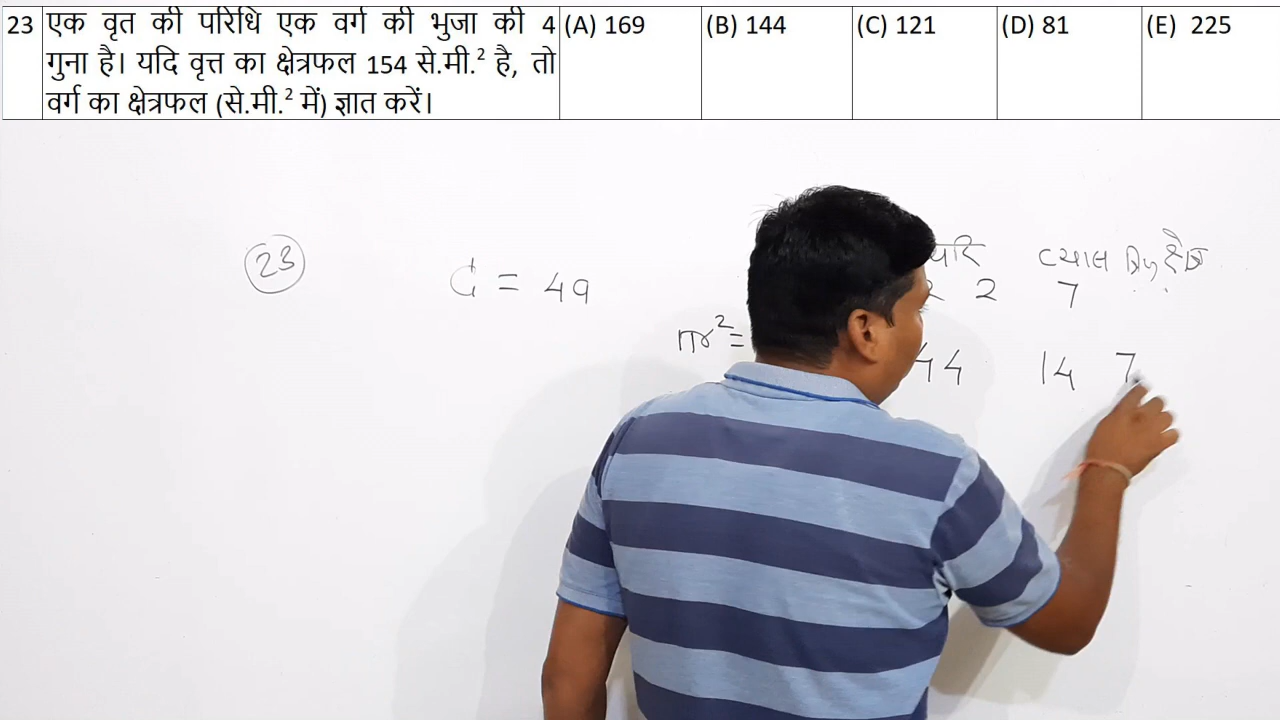 23 एक वृत की परिधि एक वर्ग की भुजा की 4 (A) 169 (B) 144 (C) 121 (D) 81 (E) 225
गुना है। यदि वृत्त का क्षेत्रफल 154 से.मी.² है, तो
वर्ग का क्षेत्रफल (से.मी.² में) ज्ञात करें।
23
C = 4a
व्यास
2 7
πr² =
44 14 7